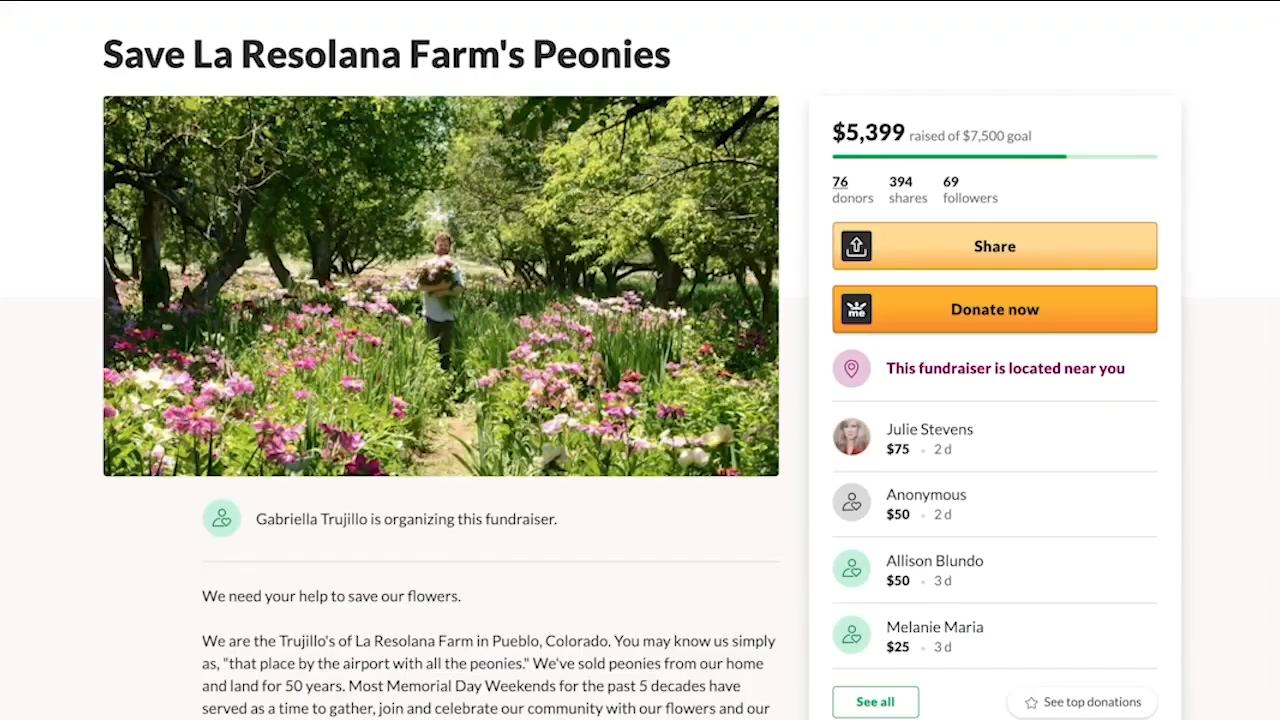 Save La Resolana Farm's Peonies
$5,399 raised of $7,500 goal
76 donors
394 shares
69 followers
Share
me
Donate now
This fundraiser is located near you
Julie Stevens
$75 • 2 d
Anonymous
$50 • 2 d
Allison Blundo
$50 • 3 d
Melanie Maria
$25 • 3 d
See all
See top donations
Gabriella Trujillo is organizing this fundraiser.
We need your help to save our flowers.
We are the Trujillo's of La Resolana Farm in Pueblo, Colorado. You may know us simply
as, "that place by the airport with all the peonies." We've sold peonies from our home
and land for 50 years. Most Memorial Day Weekends for the past 5 decades have
served as a time to gather, join and celebrate our community with our flowers and our